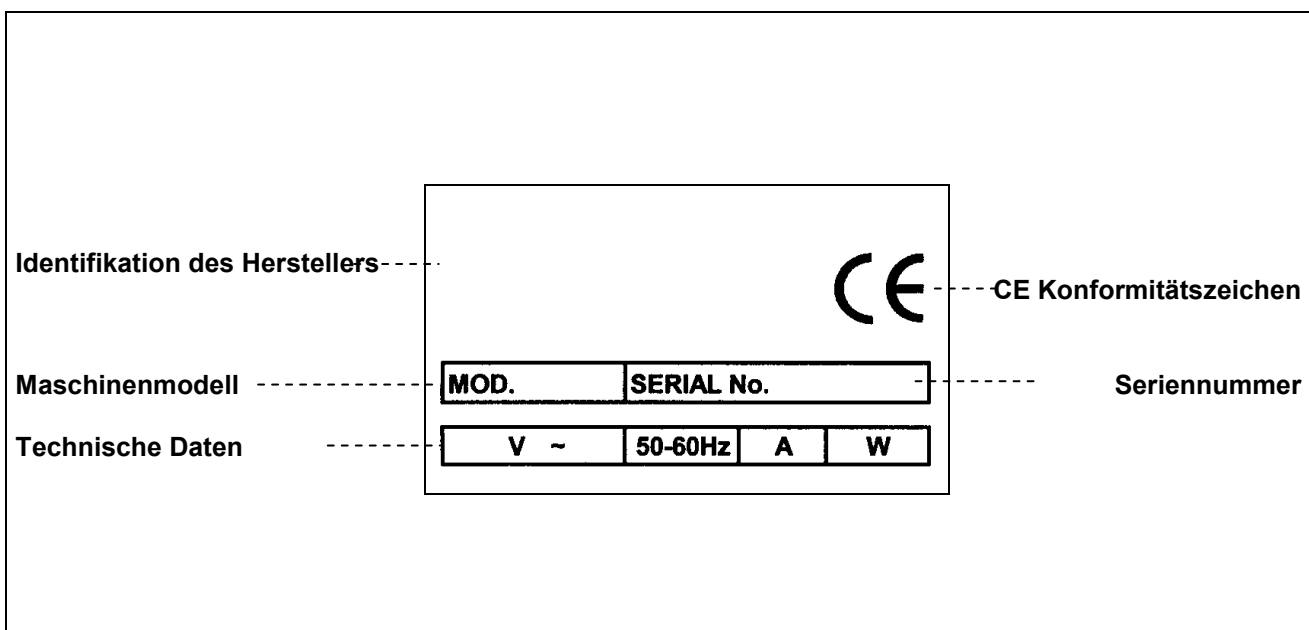 Identifikation des Herstellers
CE
CE Konformitätszeichen
Maschinenmodell
MOD.
SERIAL No.
Seriennummer
Technische Daten
V ~
50-60Hz
A
W